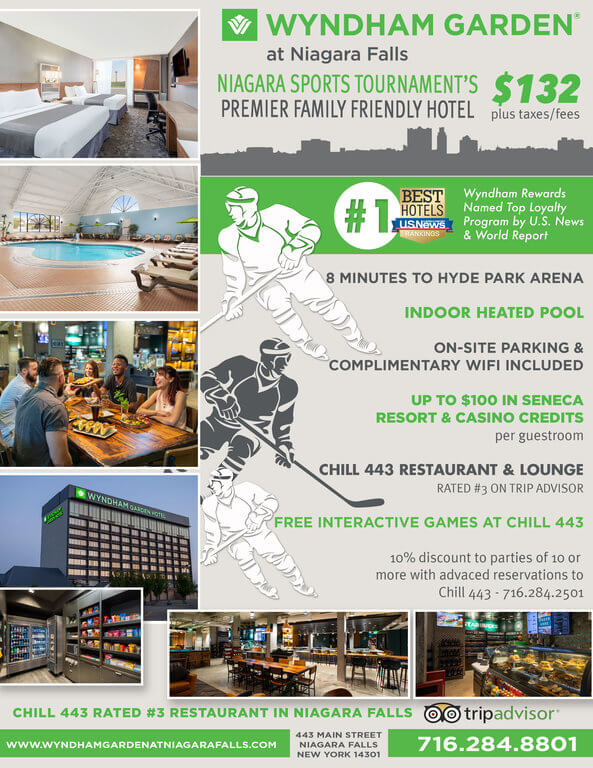 WYNDHAM GARDEN®
at Niagara Falls
NIAGARA SPORTS TOURNAMENT'S
PREMIER FAMILY FRIENDLY HOTEL
$132
plus taxes/fees
#1
BEST
HOTELS
U.S.News
RANKINGS
Wyndham Rewards
Named Top Loyalty
Program by U.S. News
& World Report
8 MINUTES TO HYDE PARK ARENA
INDOOR HEATED POOL
ON-SITE PARKING &
COMPLIMENTARY WIFI INCLUDED
UP TO $100 IN SENECA
RESORT & CASINO CREDITS
per guestroom
CHILL 443 RESTAURANT & LOUNGE
RATED #3 ON TRIP ADVISOR
FREE INTERACTIVE GAMES AT CHILL 443
10% discount to parties of 10 or
more with advaced reservations to
Chill 443 - 716.284.2501
WYNDHAM GARDEN HOTEL
CHILL 443 RATED #3 RESTAURANT IN NIAGARA FALLS
tripadvisor®
WWW.WYNDHAMGARDENATNIAGARAFALLS.COM
443 MAIN STREET
NIAGARA FALLS
NEW YORK 14301
716.284.8801